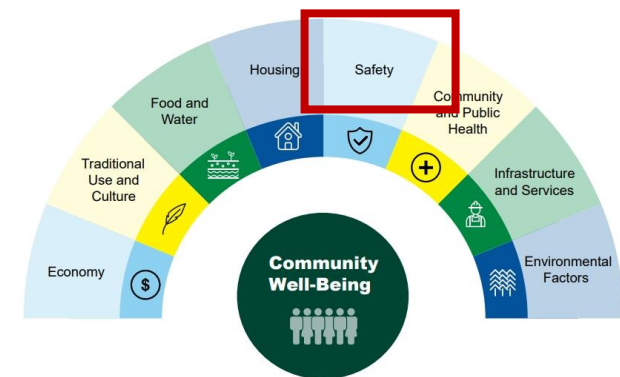 Economy
Traditional
Use and
Culture
Food and
Water
Housing
Safety
Community
and Public
Health
Infrastructure
and Services
Environmental
Factors
$
Community
Well-Being